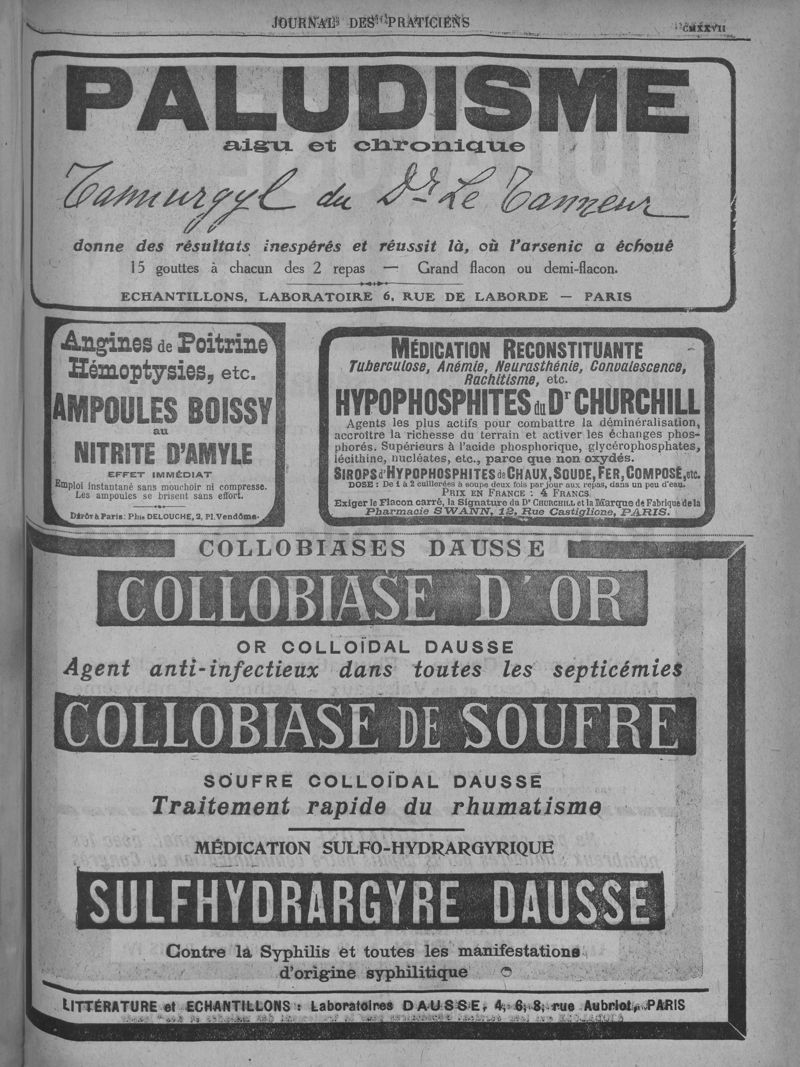 JOURNAL DES PRATICIENS
CMXXVII
PALUDISME
aigu et chronique
Tannurgyl du Dr Le Tanneur
donne des résultats inespérés et réussit là, où l'arsenic a échoué
15 gouttes à chacun des 2 repas — Grand flacon ou demi-flacon.
ECHANTILLONS, LABORATOIRE 6, RUE DE LABORDE — PARIS
Angines de Poitrine
Hémoptysies, etc.
AMPOULES BOISSY
au
NITRITE D'AMYLE
EFFET IMMÉDIAT
Emploi instantané sans mouchoir ni compresse.
Les ampoules se brisent sans effort.
Dépôt à Paris: Phie DELOUCHE, 2, Pl. Vendôme.
MÉDICATION RECONSTITUANTE
Tuberculose, Anémie, Neurasthénie, Convalescence,
Rachitisme, etc.
HYPOPHOSPHITES du Dr CHURCHILL
Agents les plus actifs pour combattre la déminéralisation,
accroître la richesse du terrain et activer les échanges phos-
phorés. Supérieurs à l'acide phosphorique, glycérophosphates,
lécithine, nucléates, etc., parce que non oxydés.
SIROPS d'HYPOPHOSPHITES de CHAUX, SOUDE, FER, COMPOSÉ, etc.
DOSE : De 1 à 2 cuillerées à soupe deux fois par jour aux repas, dans un peu d'eau.
PRIX EN FRANCE : 4 FRANCS.
Exiger le Flacon carré, la Signature du Dr CHURCHILL et la Marque de Fabrique de la
Pharmacie SWANN, 12, Rue Castiglione, PARIS.
COLLOBIASES DAUSSE
COLLOBIASE D'OR
OR COLLOÏDAL DAUSSE
Agent anti-infectieux dans toutes les septicémies
COLLOBIASE DE SOUFRE
SOUFRE COLLOÏDAL DAUSSE
Traitement rapide du rhumatisme
MÉDICATION SULFO-HYDRARGYRIQUE
SULFHYDRARGYRE DAUSSE
Contre la Syphilis et toutes les manifestations
d'origine syphilitique
LITTÉRATURE et ECHANTILLONS : Laboratoires DAUSSE, 4, 6, 8, rue Aubriot, PARIS